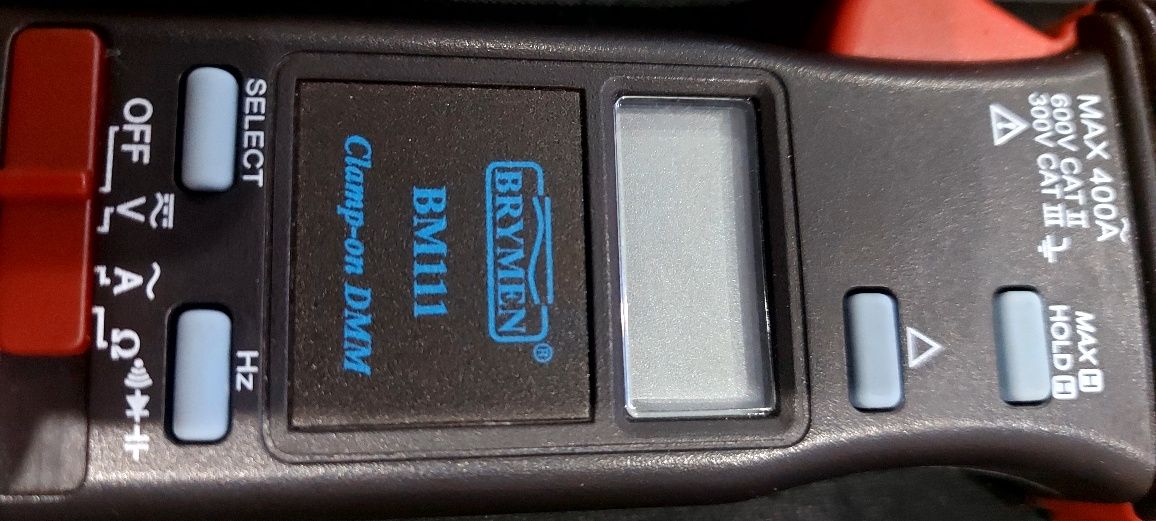 MAX 400A
600V CAT II
300V CAT III
MAX H
HOLD H
BRYMEN®
BM111
Clamp-on DMM
SELECT
Hz
OFF V A Ω